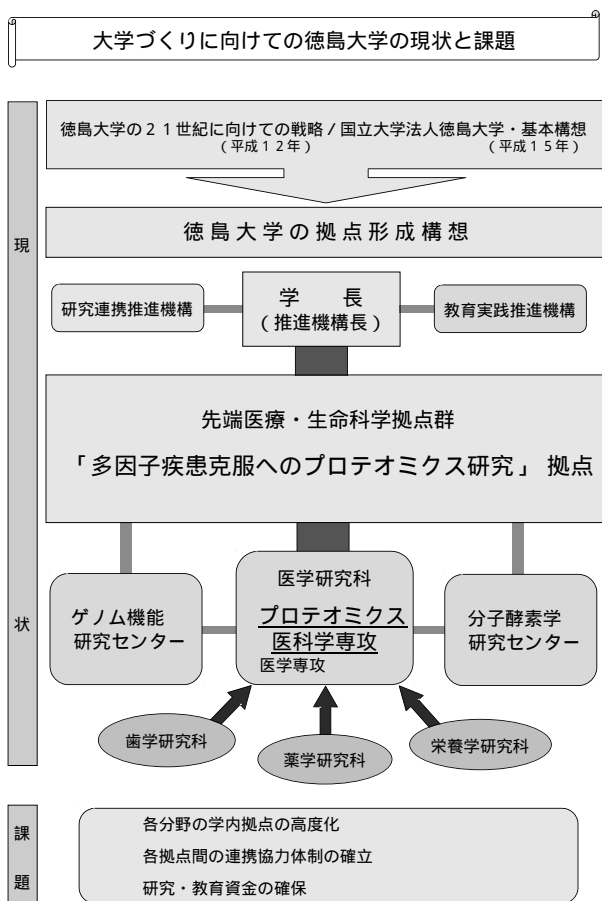 大学づくりに向けての徳島大学の現状と課題
現
状
徳島大学の２１世紀に向けての戦略/国立大学法人徳島大学・基本構想
(平成12年) (平成15年)
徳島大学の拠点形成構想
研究連携推進機構
学 長
(推進機構長)
教育実践推進機構
先端医療・生命科学拠点群
「多因子疾患克服へのプロテオミクス研究」 拠点
ゲノム機能
研究センター
医学研究科
プロテオミクス
医科学専攻
医学専攻
分子酵素学
研究センター
歯学研究科
薬学研究科
栄養学研究科
課
題
各分野の学内拠点の高度化
各拠点間の連携協力体制の確立
研究・教育資金の確保